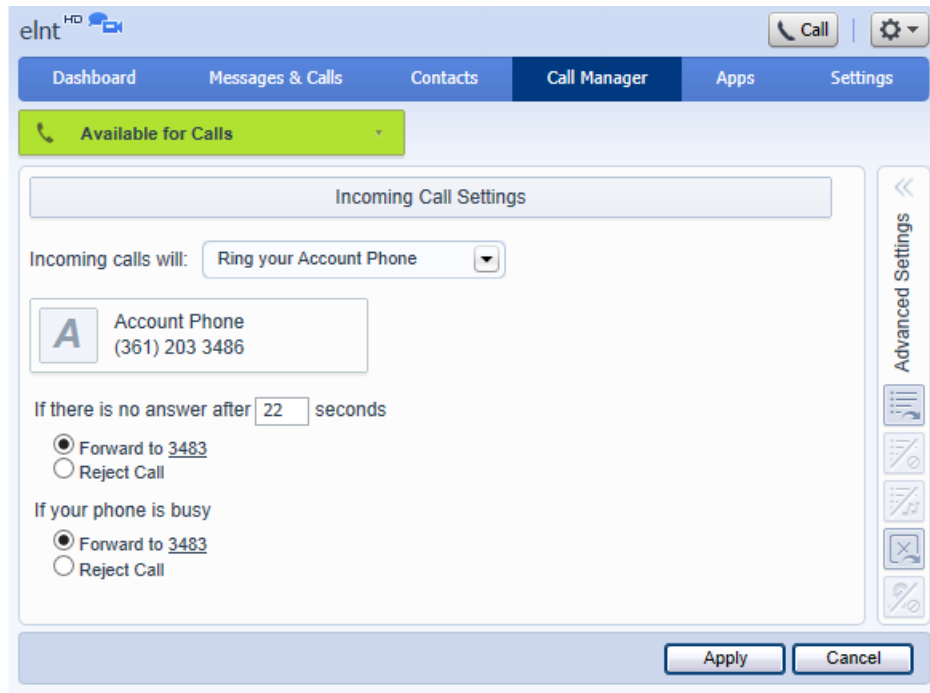 elnt HD
Call
Dashboard Messages & Calls Contacts Call Manager Apps Settings
Available for Calls
Incoming Call Settings
Incoming calls will: Ring your Account Phone
A Account Phone
(361) 203 3486
If there is no answer after 22 seconds
Forward to 3483
Reject Call
If your phone is busy
Forward to 3483
Reject Call
Advanced Settings
Apply Cancel